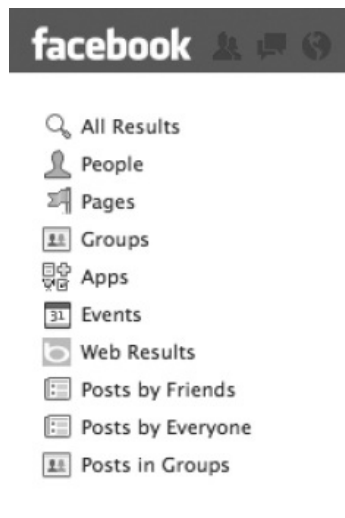 facebook
All Results
People
Pages
Groups
Apps
31 Events
Web Results
Posts by Friends
Posts by Everyone
Posts in Groups